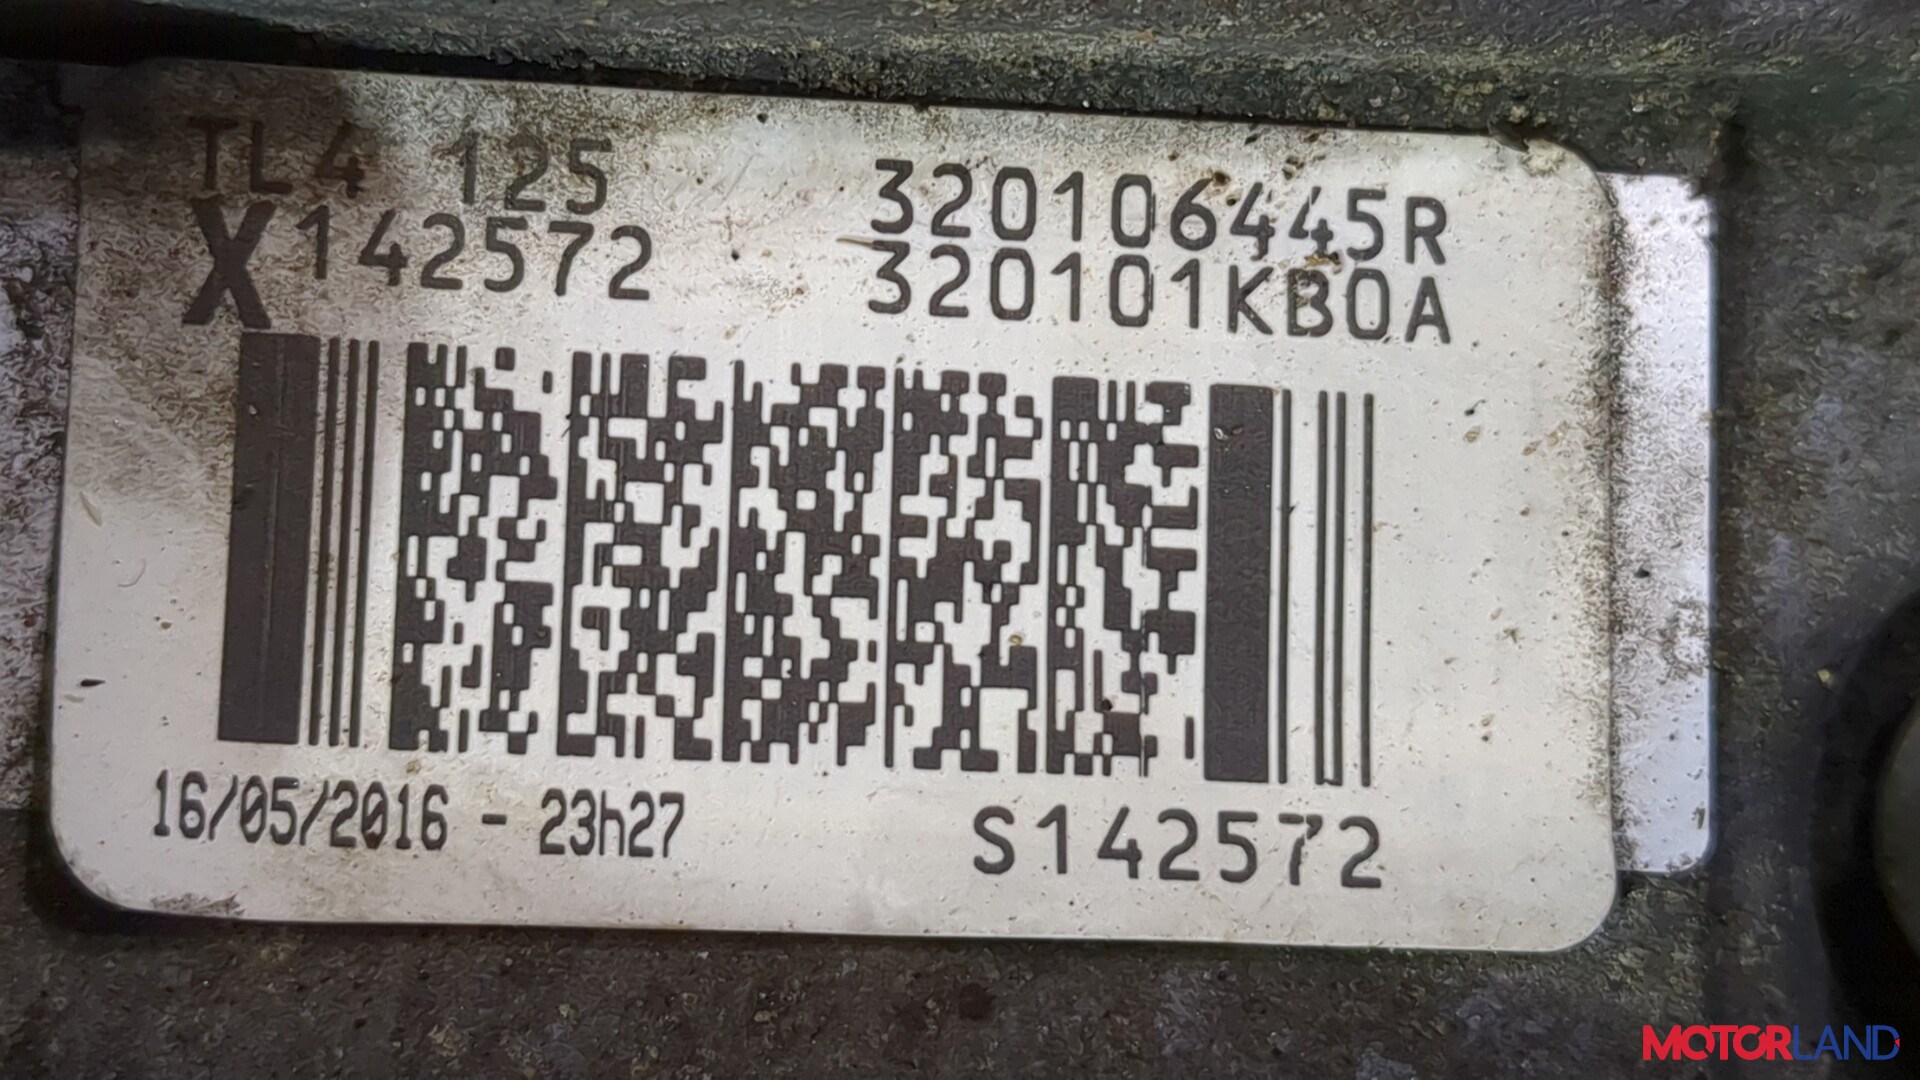 TL4 125 320106445R
X142572 320101KB0A
16/05/2016 - 23h27 S142572
MOTORLAND